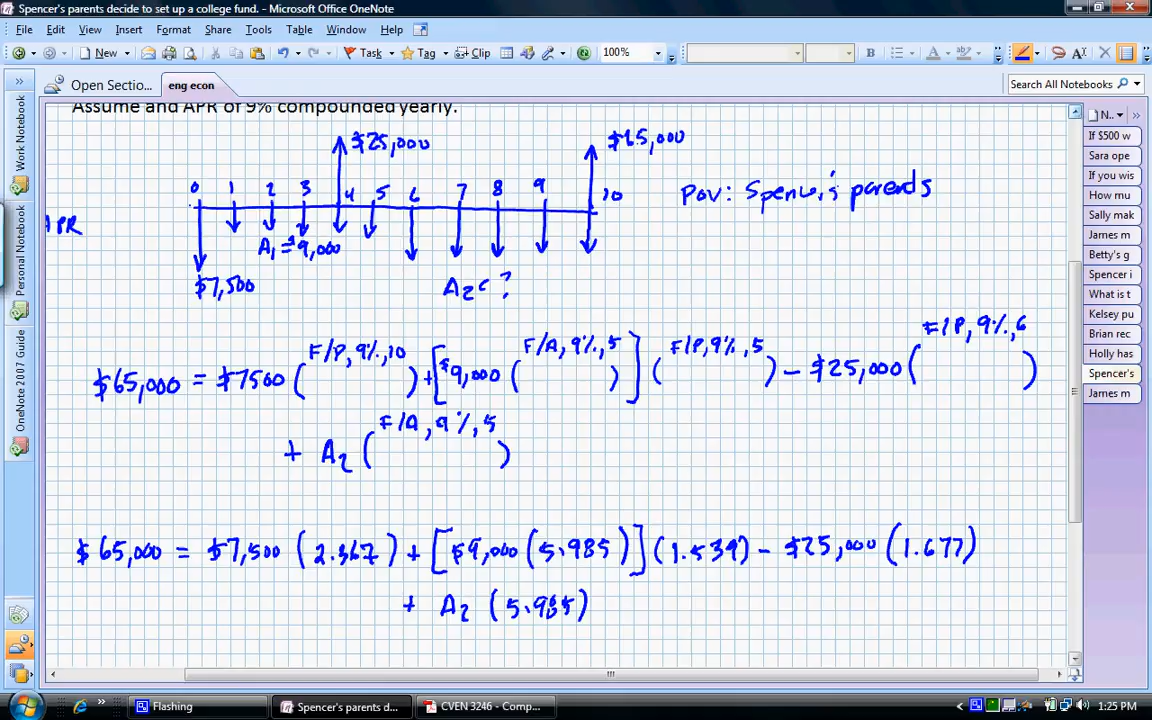 Spencer's parents decide to set up a college fund. - Microsoft Office OneNote
File Edit View Insert Format Share Tools Table Window Help
New Task Tag Clip 100%
Open Sectio... eng econ Search All Notebooks
Work Notebook
Personal Notebook
OneNote 2007 Guide
N..
If $500 w
Sara ope
If you wis
How mu
Sally mak
James m
Betty's g
Spencer i
What is t
Kelsey pu
Brian rec
Holly has
Spencer's
James m
Assume and APR of 9% compounded yearly.
$25,000 $65,000
0 1 2 3 4 5 6 7 8 9 10
POV: Spencer's parents
APR
A1 = $9,000
$7,500 A2 = ?
F/P, 9%, 10 F/A, 9%, 5 F/P, 9%, 5 F/P, 9%, 6
$65,000 = $7500 ( ) + [$9,000 ( )] ( ) - $25,000 ( )
F/A, 9%, 5
+ A2 ( )
$65,000 = $7,500 (2.367) + [$9,000 (5.985)] (1.539) - $25,000 (1.677)
+ A2 (5.985)
Flashing Spencer's parents d... CVEN 3246 - Comp... 1:25 PM